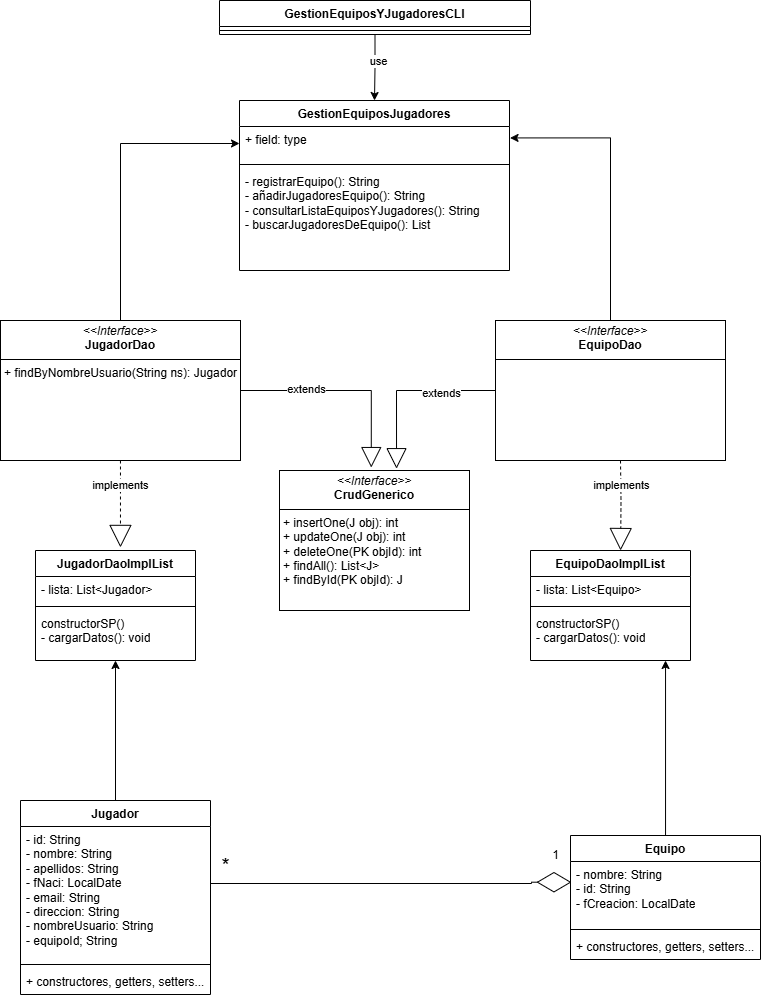 GestionEquiposYJugadoresCLI
use
GestionEquiposJugadores
+ field: type
- registrarEquipo(): String
- añadirJugadoresEquipo(): String
- consultarListaEquiposYJugadores(): String
- buscarJugadoresDeEquipo(): List
<<Interface>>
JugadorDao
+ findByNombreUsuario(String ns): Jugador
<<Interface>>
EquipoDao
extends
extends
<<Interface>>
CrudGenerico
+ insertOne(J obj): int
+ updateOne(J obj): int
+ deleteOne(PK objId): int
+ findAll(): List<J>
+ findById(PK objId): J
implements
implements
JugadorDaoImplList
- lista: List<Jugador>
constructorSP()
- cargarDatos(): void
EquipoDaoImplList
- lista: List<Equipo>
constructorSP()
- cargarDatos(): void
Jugador
- id: String
- nombre: String
- apellidos: String
- fNaci: LocalDate
- email: String
- direccion: String
- nombreUsuario: String
- equipoId; String
+ constructores, getters, setters...
*
1
Equipo
- nombre: String
- id: String
- fCreacion: LocalDate
+ constructores, getters, setters...